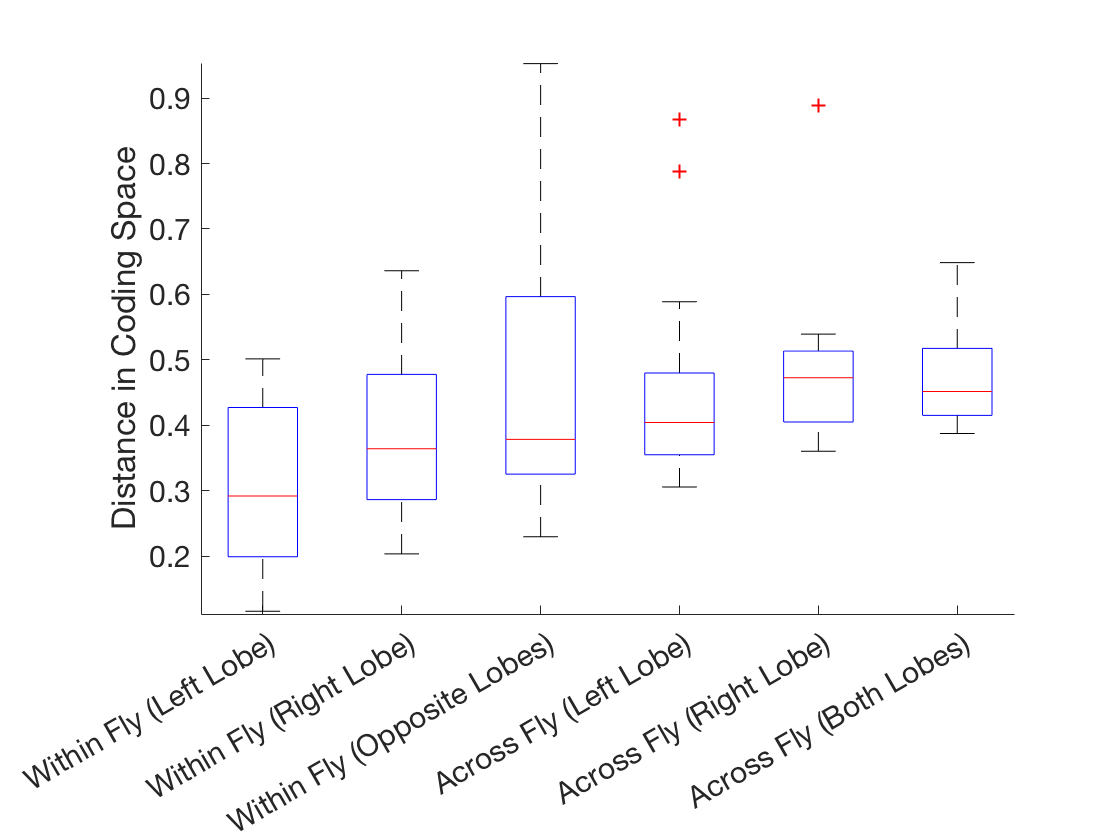 Distance in Coding Space
0.9
0.8
0.7
0.6
0.5
0.4
0.3
0.2
Within Fly (Left Lobe)
Within Fly (Right Lobe)
Within Fly (Opposite Lobes)
Across Fly (Left Lobe)
Across Fly (Right Lobe)
Across Fly (Both Lobes)